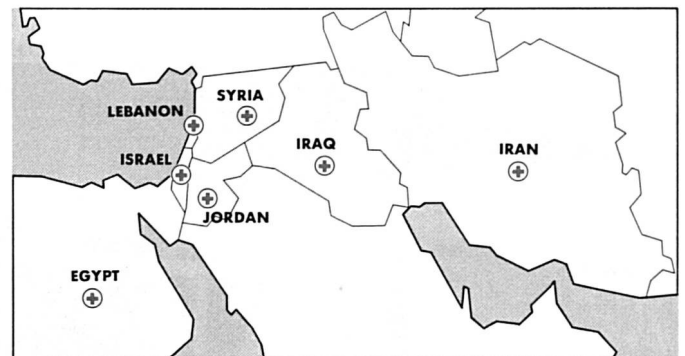 SYRIA
LEBANON
IRAQ
IRAN
ISRAEL
JORDAN
EGYPT